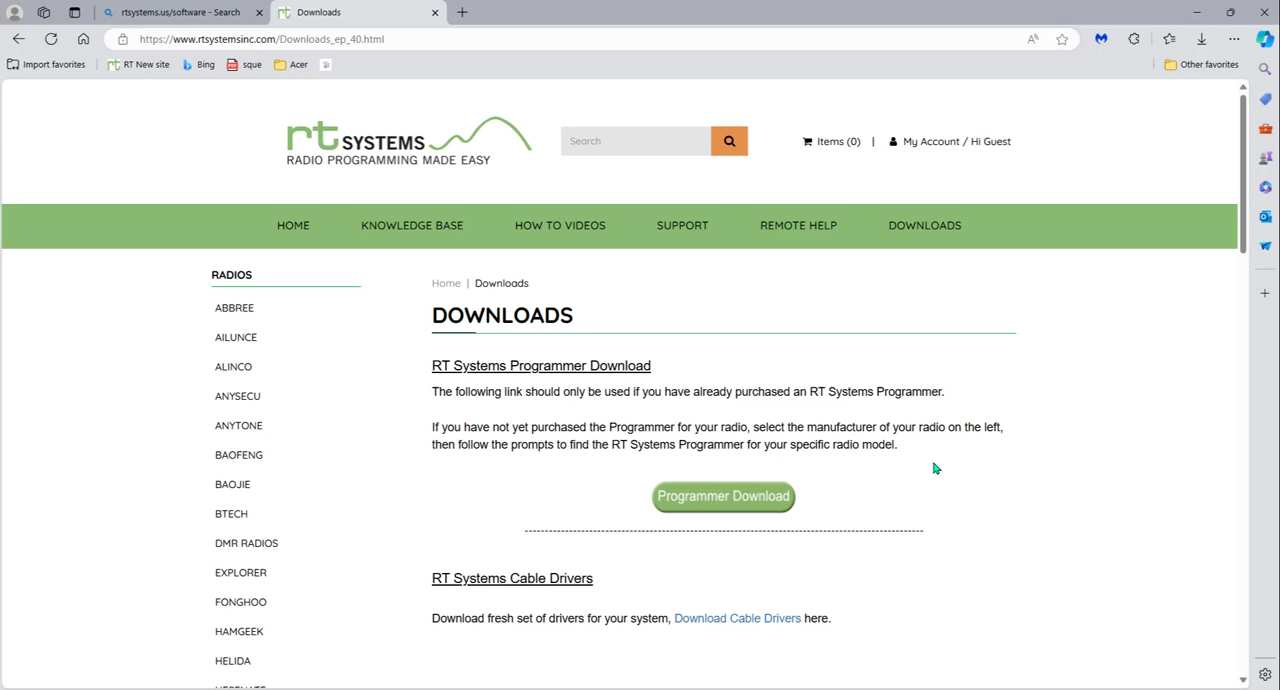 rtsystems.us/software - Search
Downloads
https://www.rtsystemsinc.com/Downloads_ep_40.html
Import favorites
RT New site
Bing
sque
Acer
Other favorites
rt SYSTEMS
RADIO PROGRAMMING MADE EASY
Search
Items (0) | My Account / Hi Guest
HOME
KNOWLEDGE BASE
HOW TO VIDEOS
SUPPORT
REMOTE HELP
DOWNLOADS
RADIOS
ABBREE
AILUNCE
ALINCO
ANYSECU
ANYTONE
BAOFENG
BAOJIE
BTECH
DMR RADIOS
EXPLORER
FONGHOO
HAMGEEK
HELIDA
Home | Downloads
DOWNLOADS
RT Systems Programmer Download
The following link should only be used if you have already purchased an RT Systems Programmer.
If you have not yet purchased the Programmer for your radio, select the manufacturer of your radio on the left,
then follow the prompts to find the RT Systems Programmer for your specific radio model.
Programmer Download
RT Systems Cable Drivers
Download fresh set of drivers for your system, Download Cable Drivers here.